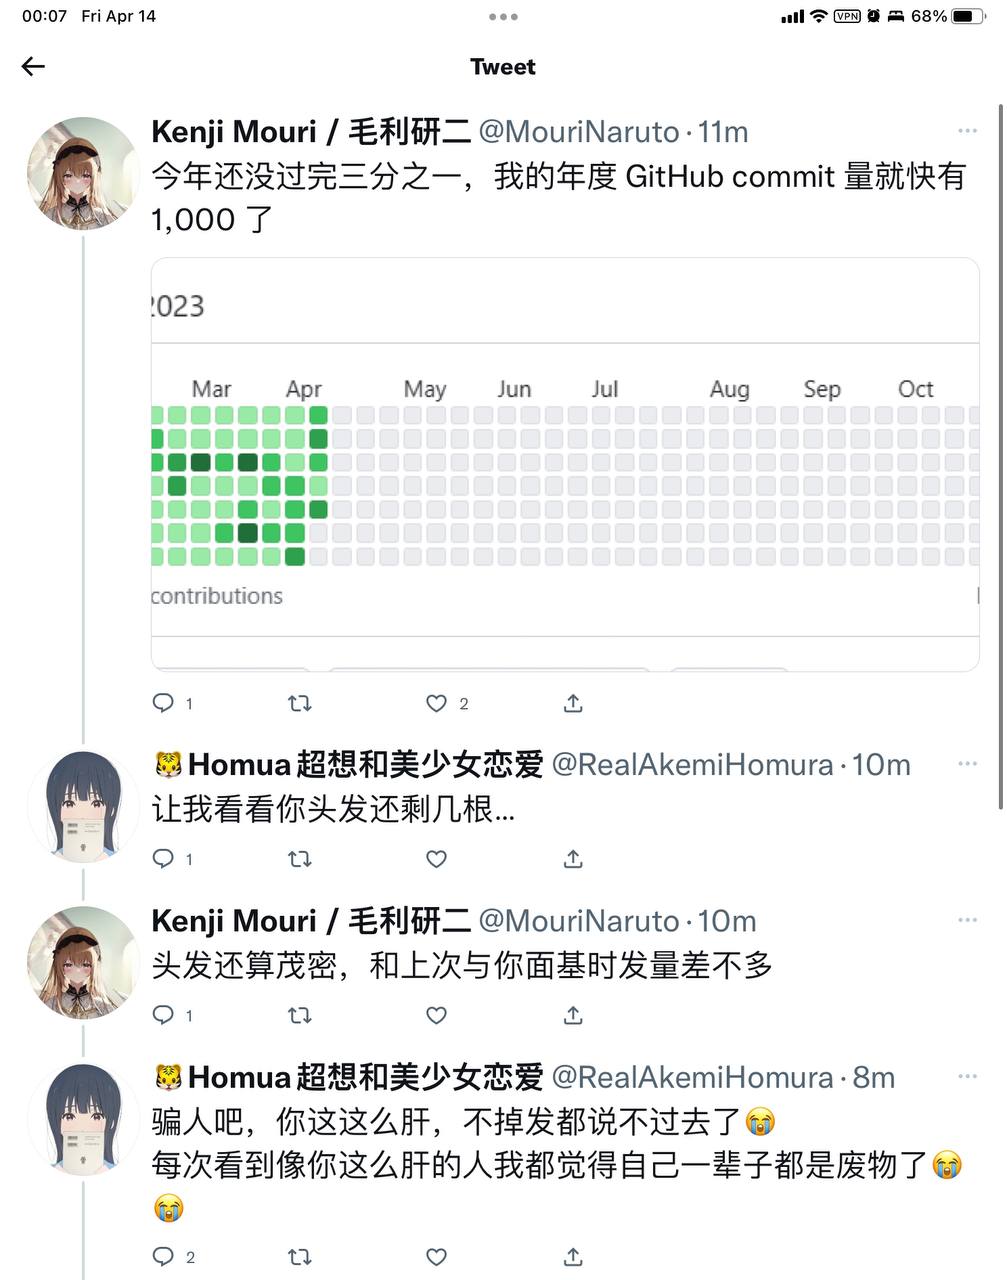 00:07 Fri Apr 14
VPN 68%
Tweet
Kenji Mouri / 毛利研二 @MouriNaruto · 11m
今年还没过完三分之一，我的年度 GitHub commit 量就快有
1,000 了
2023
Mar Apr May Jun Jul Aug Sep Oct
contributions
1 2
🐯Homua超想和美少女恋爱 @RealAkemiHomura · 10m
让我看看你头发还剩几根...
1
Kenji Mouri / 毛利研二 @MouriNaruto · 10m
头发还算茂密，和上次与你面基时发量差不多
1
🐯Homua超想和美少女恋爱 @RealAkemiHomura · 8m
骗人吧，你这这么肝，不掉发都说不过去了😭
每次看到像你这么肝的人我都觉得自己一辈子都是废物了😭
😭
2